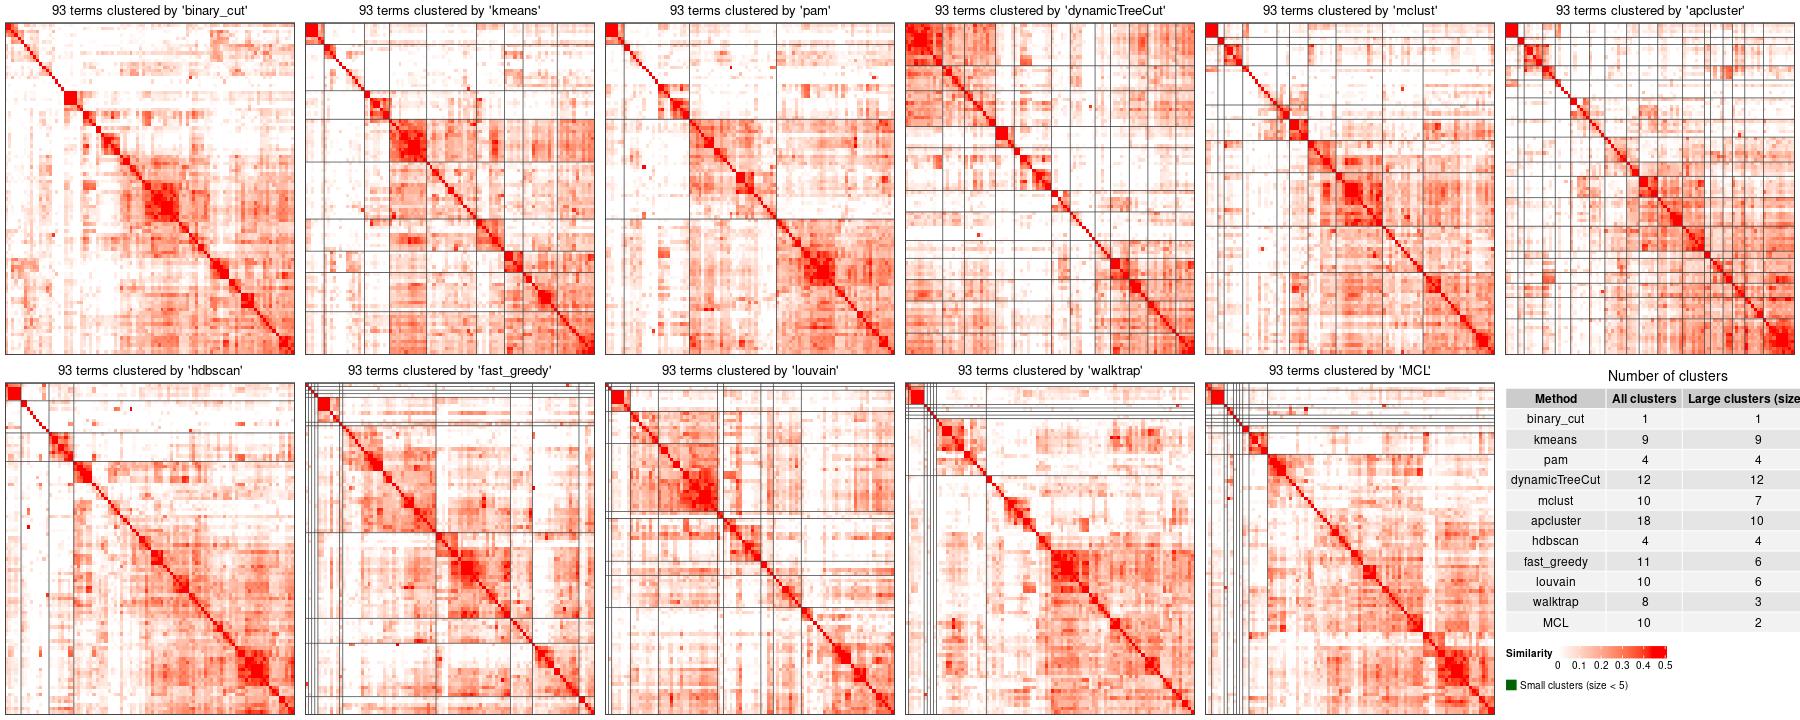 93 terms clustered by 'binary_cut'
93 terms clustered by 'kmeans'
93 terms clustered by 'pam'
93 terms clustered by 'dynamicTreeCut'
93 terms clustered by 'mclust'
93 terms clustered by 'apcluster'
93 terms clustered by 'hdbscan'
93 terms clustered by 'fast_greedy'
93 terms clustered by 'louvain'
93 terms clustered by 'walktrap'
93 terms clustered by 'MCL'
Number of clusters
Method All clusters Large clusters (size
binary_cut 1 1
kmeans 9 9
pam 4 4
dynamicTreeCut 12 12
mclust 10 7
apcluster 18 10
hdbscan 4 4
fast_greedy 11 6
louvain 10 6
walktrap 8 3
MCL 10 2
Similarity
0 0.1 0.2 0.3 0.4 0.5
Small clusters (size < 5)